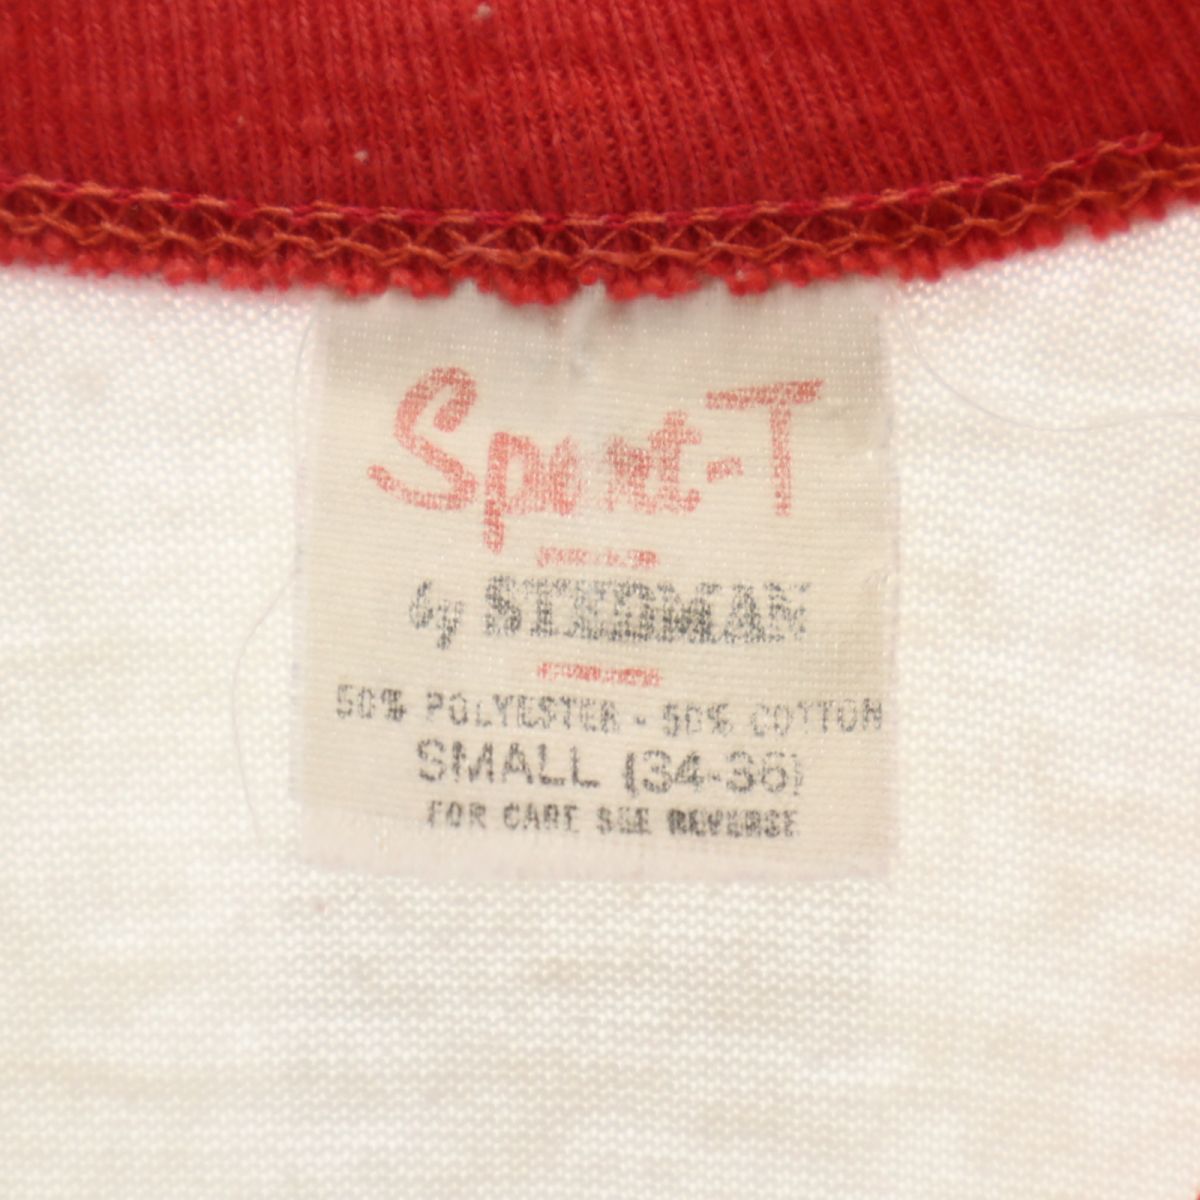 Sport-T
by STEDMAN
50% POLYESTER - 50% COTTON
SMALL (34-36)
FOR CARE SEE REVERSE